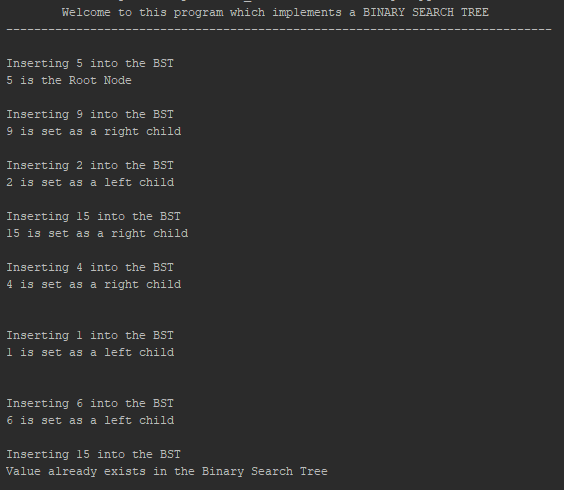 Welcome to this program which implements a BINARY SEARCH TREE
------------------------------------------------------------------------------
Inserting 5 into the BST
5 is the Root Node
Inserting 9 into the BST
9 is set as a right child
Inserting 2 into the BST
2 is set as a left child
Inserting 15 into the BST
15 is set as a right child
Inserting 4 into the BST
4 is set as a right child
Inserting 1 into the BST
1 is set as a left child
Inserting 6 into the BST
6 is set as a left child
Inserting 15 into the BST
Value already exists in the Binary Search Tree